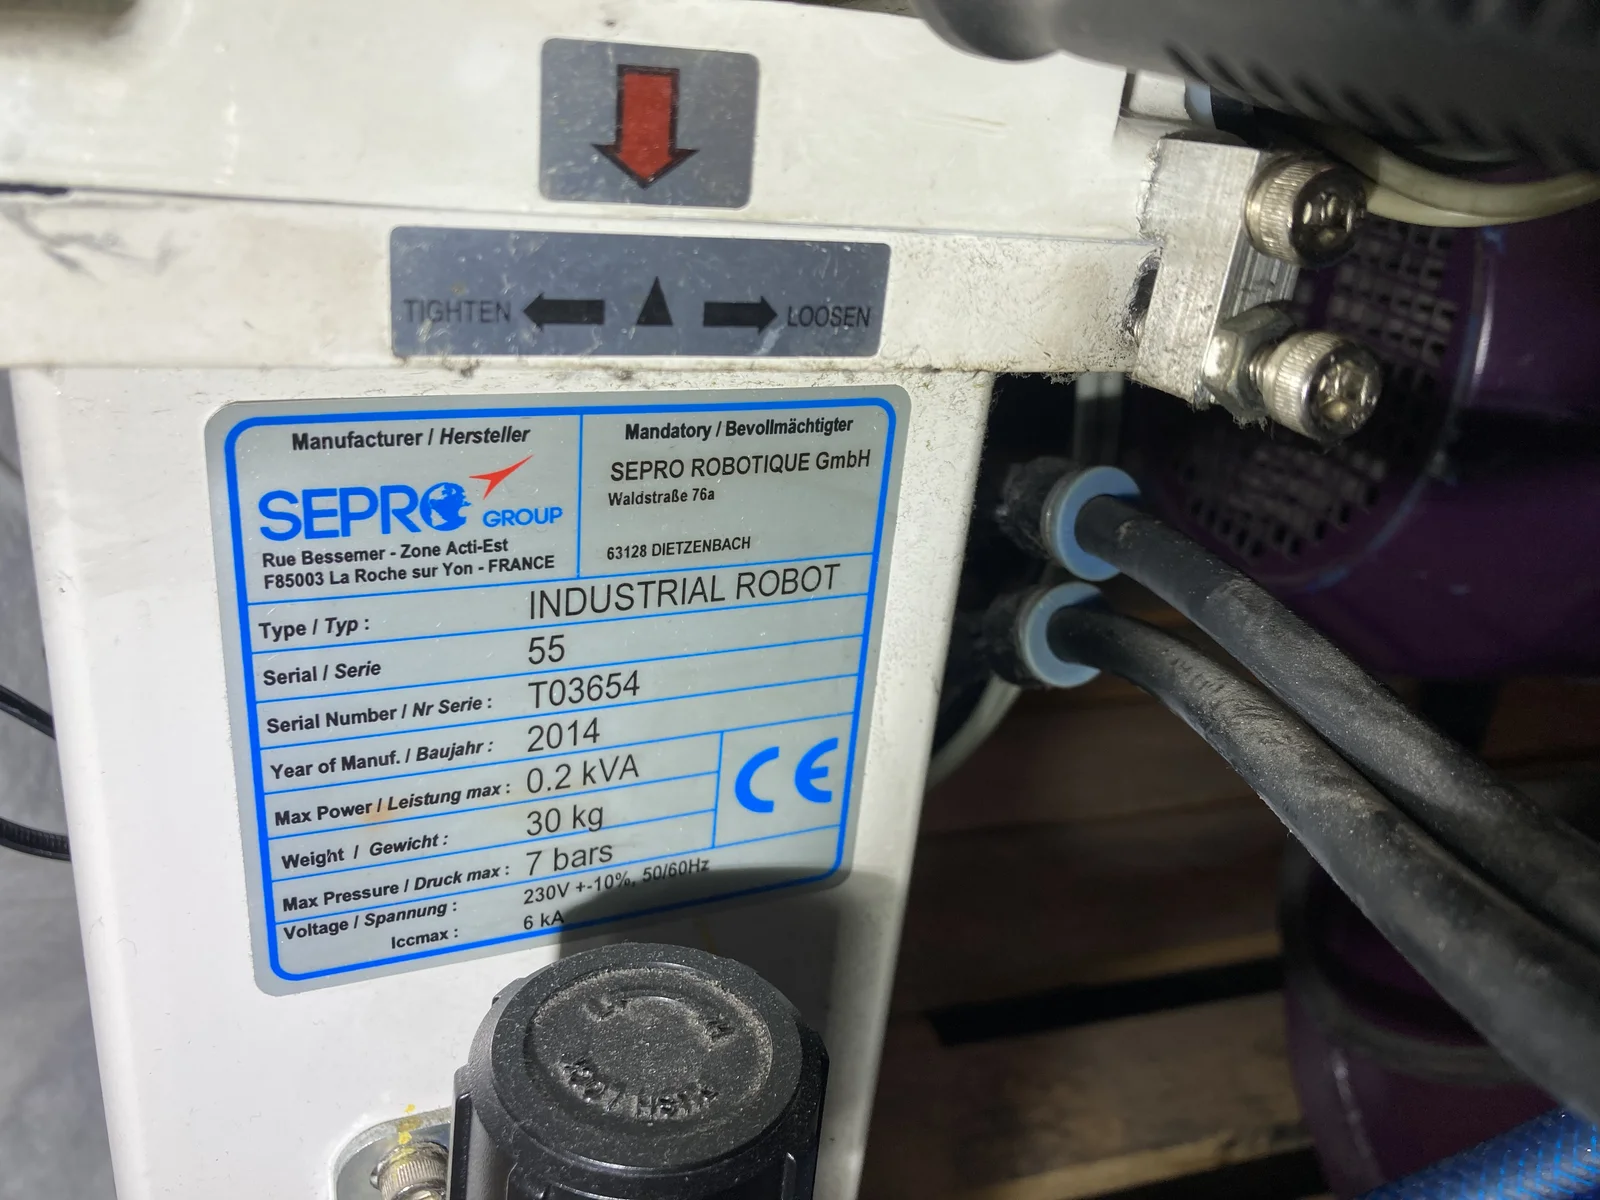 TIGHTEN LOOSEN
Manufacturer / Hersteller
SEPRO GROUP
Rue Bessemer - Zone Acti-Est
F85003 La Roche sur Yon - FRANCE
Mandatory / Bevollmächtigter
SEPRO ROBOTIQUE GmbH
Waldstraße 76a
63128 DIETZENBACH
Type / Typ : INDUSTRIAL ROBOT
Serial / Serie 55
Serial Number / Nr Serie : T03654
Year of Manuf. / Baujahr : 2014
Max Power / Leistung max : 0.2 kVA
Weight / Gewicht : 30 kg
Max Pressure / Druck max : 7 bars
Voltage / Spannung : 230V +-10%, 50/60Hz
Iccmax : 6 kA
CE
L H
PUSH LOCK